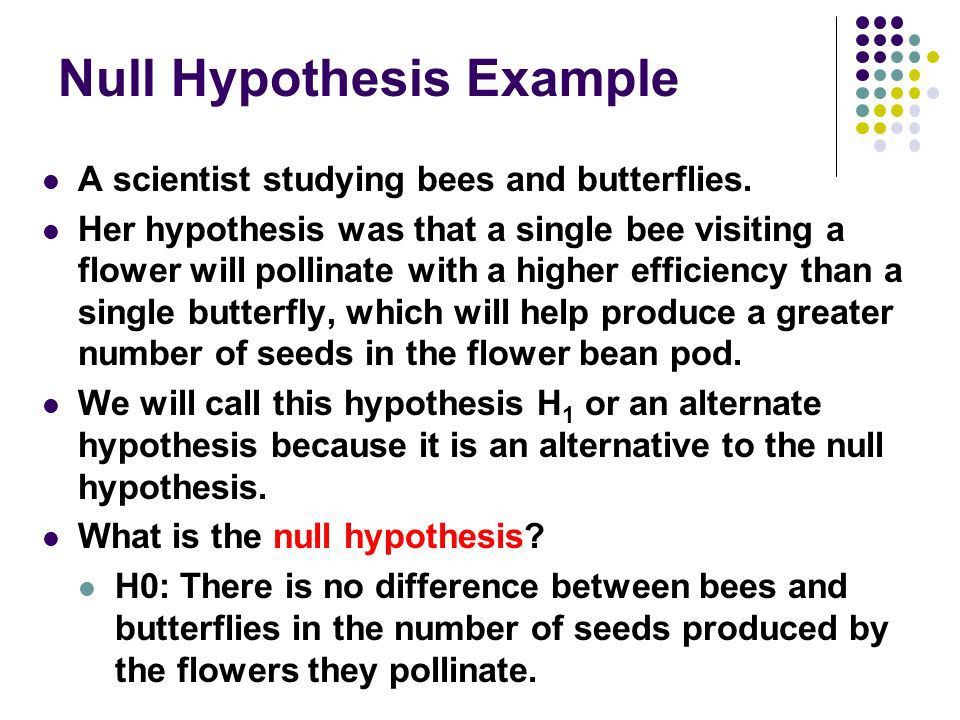 Null Hypothesis Example
A scientist studying bees and butterflies.
Her hypothesis was that a single bee visiting a
flower will pollinate with a higher efficiency than a
single butterfly, which will help produce a greater
number of seeds in the flower bean pod.
We will call this hypothesis H₁ or an alternate
hypothesis because it is an alternative to the null
hypothesis.
What is the null hypothesis?
H0: There is no difference between bees and
butterflies in the number of seeds produced by
the flowers they pollinate.